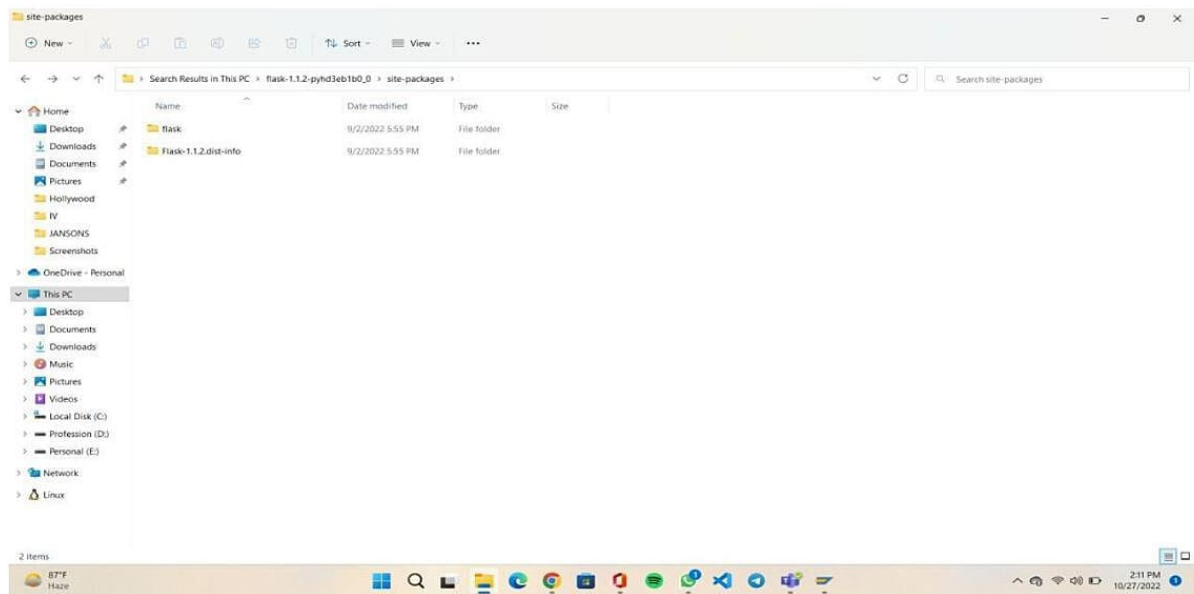 site-packages
New
Sort
View
Search Results in This PC > flask-1.1.2-pyhd3eb1b0_0 > site-packages >
Search site-packages
Name Date modified Type Size
flask 9/2/2022 5:55 PM File folder
Flask-1.1.2.dist-info 9/2/2022 5:55 PM File folder
Home
Desktop
Downloads
Documents
Pictures
Hollywood
IV
JANSONS
Screenshots
OneDrive - Personal
This PC
Desktop
Documents
Downloads
Music
Pictures
Videos
Local Disk (C:)
Profession (D:)
Personal (E:)
Network
Linux
2 items
87°F
Haze
2:11 PM
10/27/2022